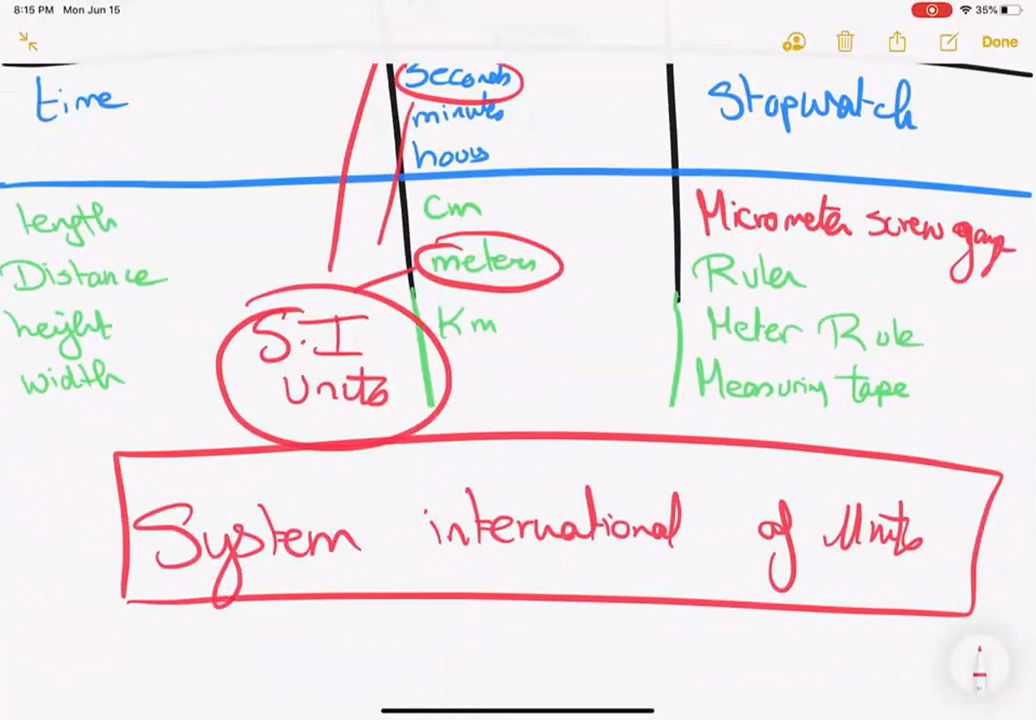 8:15 PM Mon Jun 15
35%
Done
time
seconds
minutes
hours
Stopwatch
length
Distance
height
width
Cm
meters
Km
Micrometer screw gauge
Ruler
Meter Rule
Measuring tape
S.I
Units
System international of Units